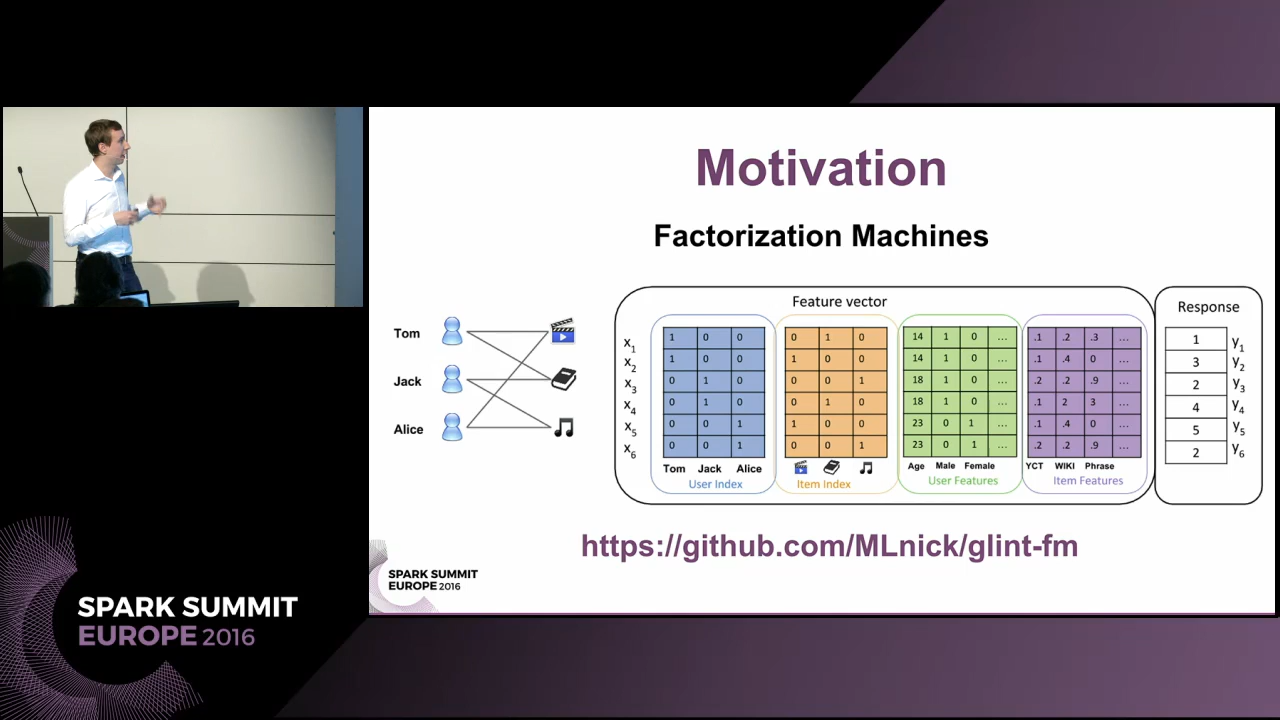 Motivation
Factorization Machines
Tom
Jack
Alice
Feature vector
Response
x1 1 0 0 0 1 0 14 1 0 ... .1 .2 .3 ... 1 y1
x2 1 0 0 1 0 0 14 1 0 ... .1 .4 0 ... 3 y2
x3 0 1 0 0 0 1 18 1 0 ... .2 .2 .9 ... 2 y3
x4 0 1 0 0 1 0 18 1 0 ... .1 2 3 ... 4 y4
x5 0 0 1 1 0 0 23 0 1 ... .1 .4 0 ... 5 y5
x6 0 0 1 0 0 1 23 0 1 ... .2 .2 .9 ... 2 y6
Tom Jack Alice Age Male Female YCT WIKI Phrase
User Index Item Index User Features Item Features
https://github.com/MLnick/glint-fm
SPARK SUMMIT
EUROPE 2016
SPARK SUMMIT
EUROPE 2016